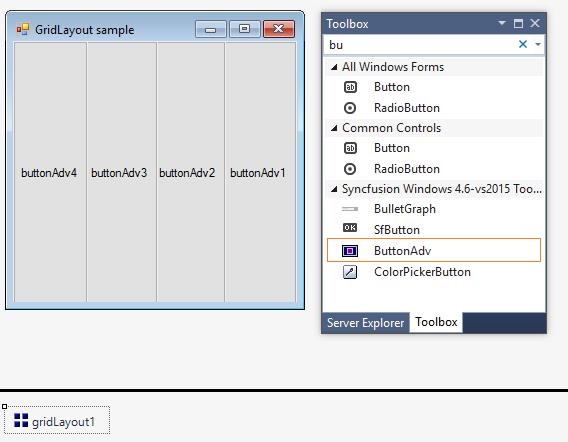 GridLayout sample
buttonAdv4 buttonAdv3 buttonAdv2 buttonAdv1
Toolbox
bu
All Windows Forms
Button
RadioButton
Common Controls
Button
RadioButton
Syncfusion Windows 4.6-vs2015 Too...
BulletGraph
OK SfButton
ButtonAdv
ColorPickerButton
Server Explorer Toolbox
gridLayout1